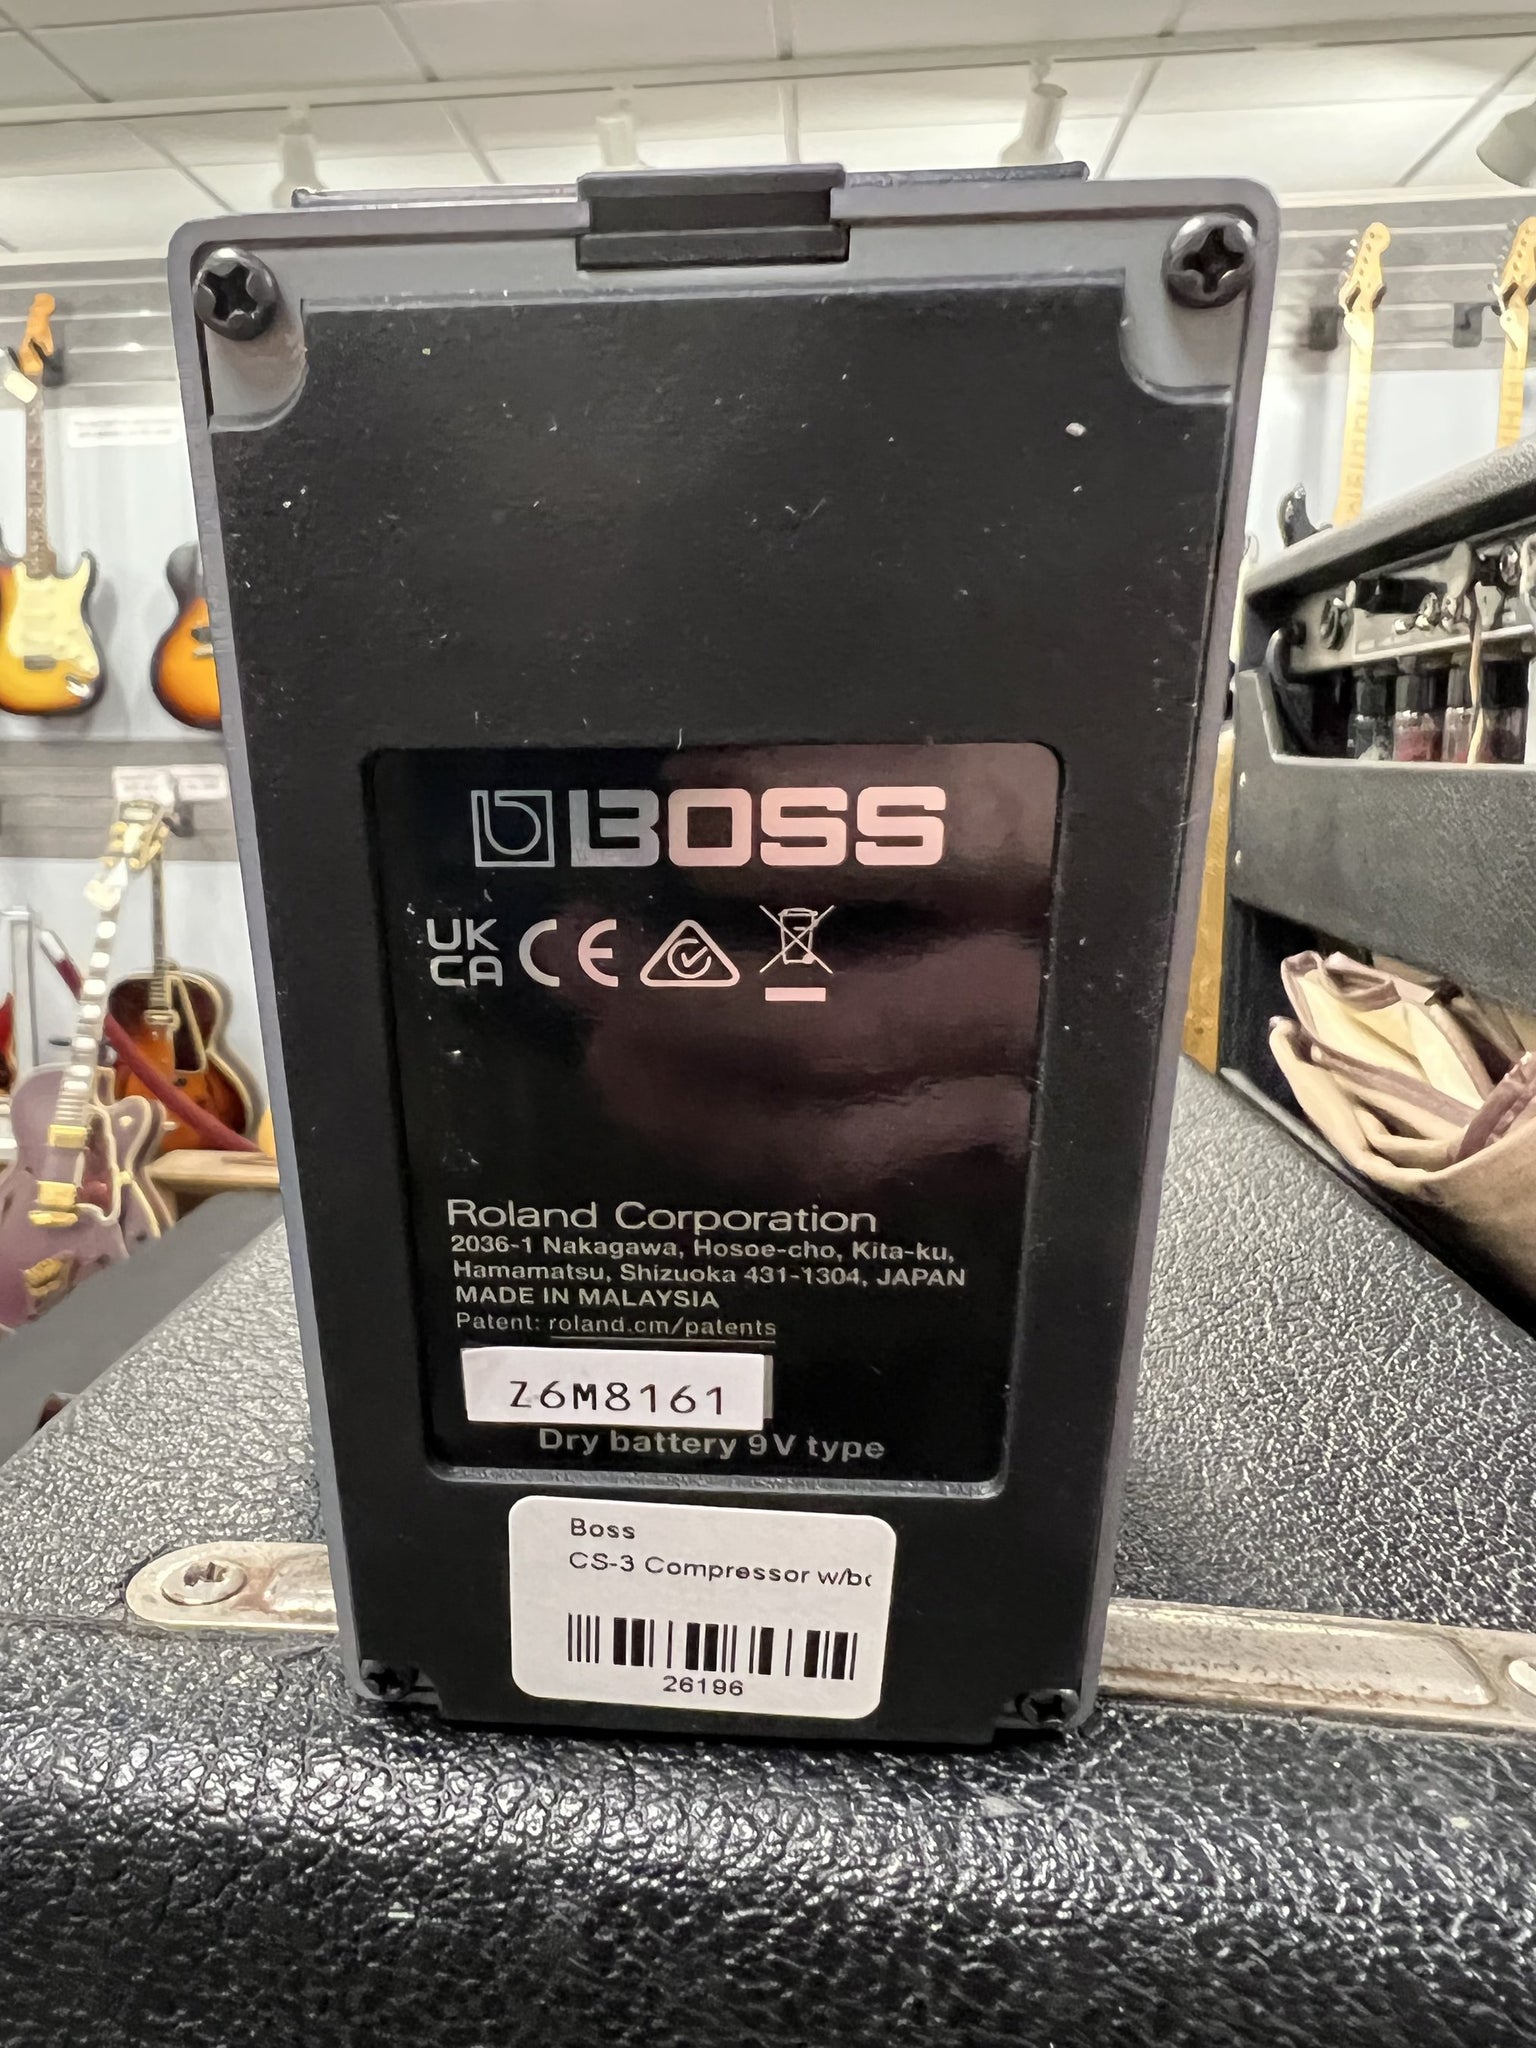 BOSS
UK
CA CE
Roland Corporation
2036-1 Nakagawa, Hosoe-cho, Kita-ku,
Hamamatsu, Shizuoka 431-1304, JAPAN
MADE IN MALAYSIA
Patent: roland.cm/patents
Z6M8161
Dry battery 9V type
Boss
CS-3 Compressor w/bo
26196